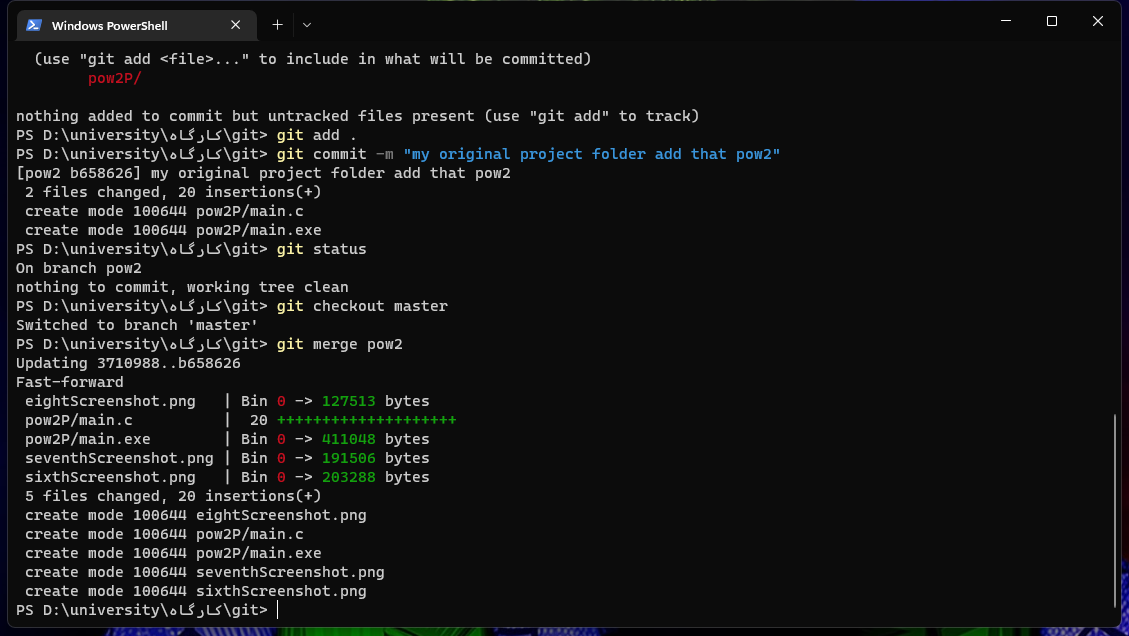 Windows PowerShell
(use "git add <file>..." to include in what will be committed)
pow2P/
nothing added to commit but untracked files present (use "git add" to track)
PS D:\university\کارگاه\git> git add .
PS D:\university\کارگاه\git> git commit -m "my original project folder add that pow2"
[pow2 b658626] my original project folder add that pow2
2 files changed, 20 insertions(+)
create mode 100644 pow2P/main.c
create mode 100644 pow2P/main.exe
PS D:\university\کارگاه\git> git status
On branch pow2
nothing to commit, working tree clean
PS D:\university\کارگاه\git> git checkout master
Switched to branch 'master'
PS D:\university\کارگاه\git> git merge pow2
Updating 3710988..b658626
Fast-forward
eightScreenshot.png | Bin 0 -> 127513 bytes
pow2P/main.c | 20 ++++++++++++++++++++
pow2P/main.exe | Bin 0 -> 411048 bytes
seventhScreenshot.png | Bin 0 -> 191506 bytes
sixthScreenshot.png | Bin 0 -> 203288 bytes
5 files changed, 20 insertions(+)
create mode 100644 eightScreenshot.png
create mode 100644 pow2P/main.c
create mode 100644 pow2P/main.exe
create mode 100644 seventhScreenshot.png
create mode 100644 sixthScreenshot.png
PS D:\university\کارگاه\git>